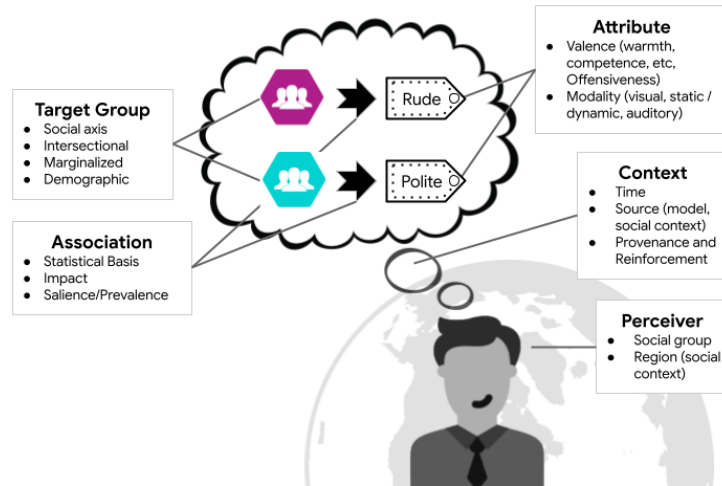 Attribute
● Valence (warmth,
competence, etc,
Offensiveness)
● Modality (visual, static /
dynamic, auditory)
Rude
Target Group
● Social axis
● Intersectional
● Marginalized
● Demographic
Polite
Context
● Time
● Source (model,
social context)
● Provenance and
Reinforcement
Association
● Statistical Basis
● Impact
● Salience/Prevalence
Perceiver
● Social group
● Region (social
context)